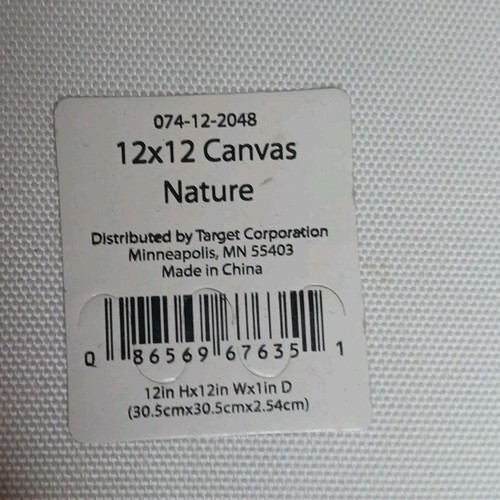 074-12-2048
12x12 Canvas
Nature
Distributed by Target Corporation
Minneapolis, MN 55403
Made in China
0 86569 67635 1
12in Hx12in Wx1in D
(30.5cmx30.5cmx2.54cm)